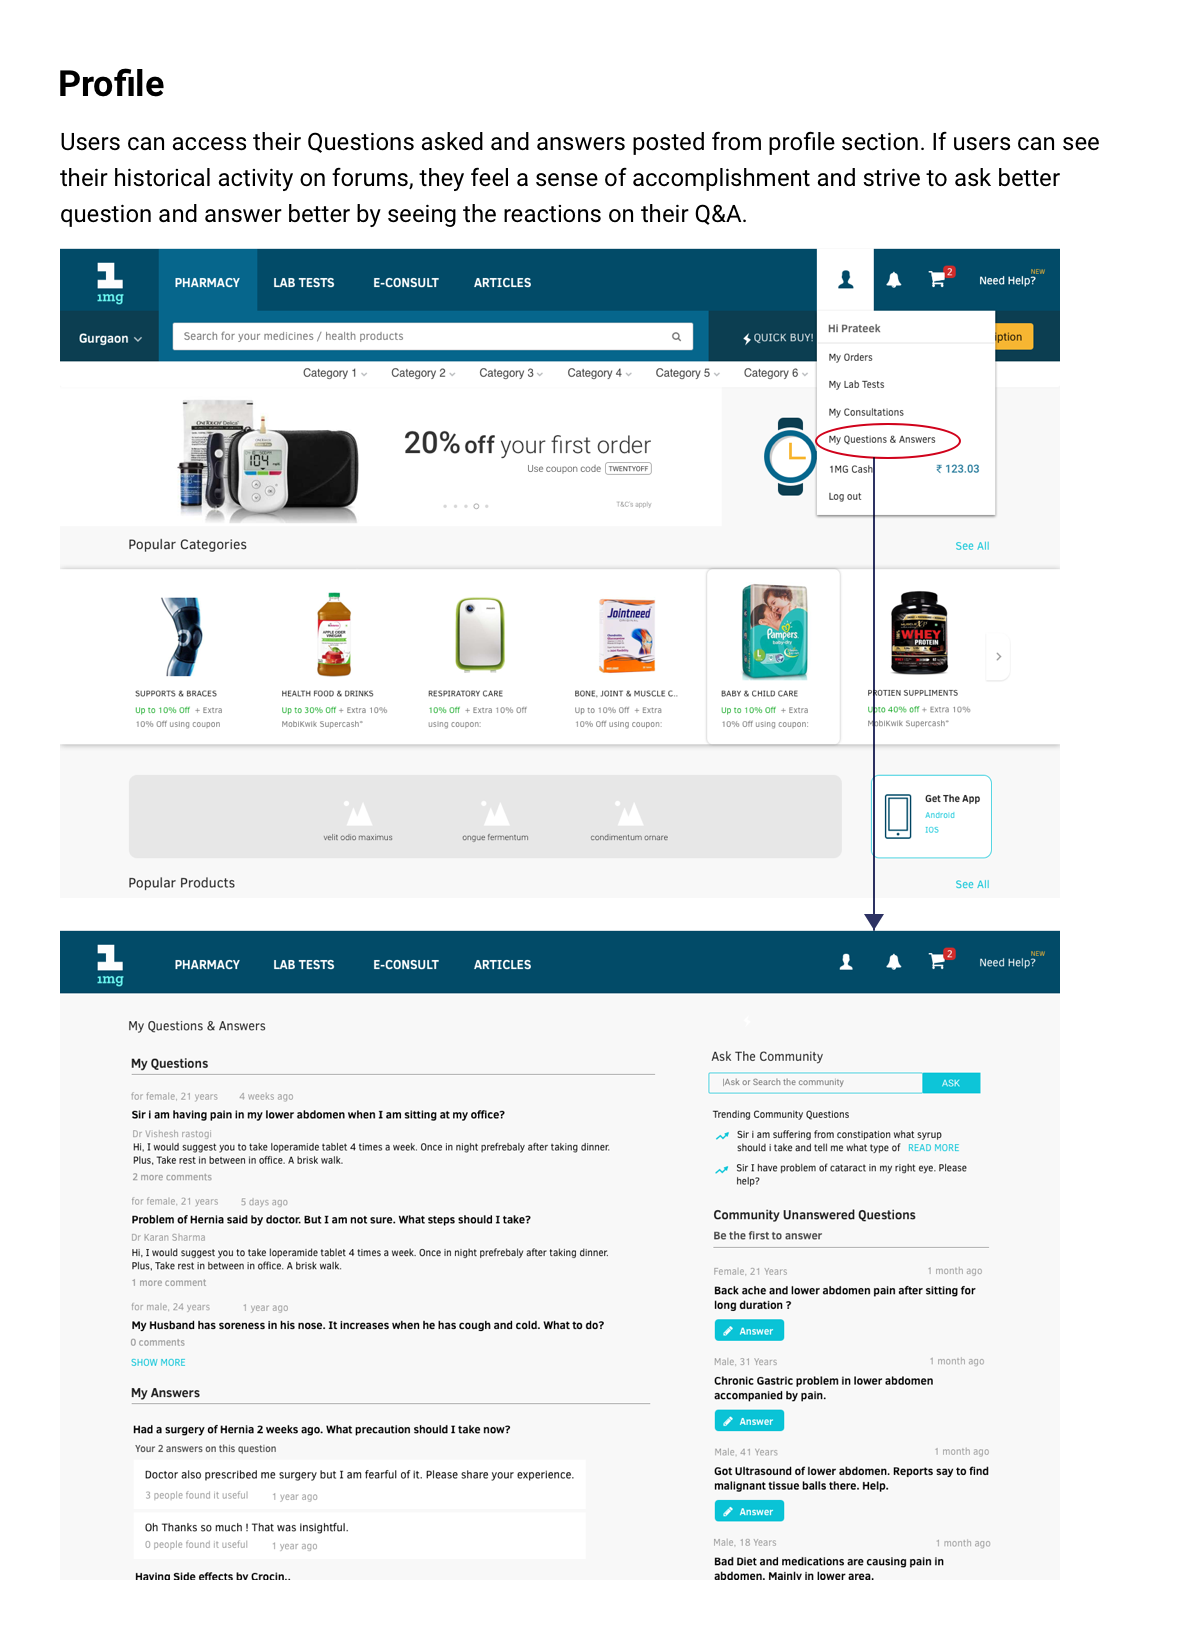 Profile
Users can access their Questions asked and answers posted from profile section. If users can see
their historical activity on forums, they feel a sense of accomplishment and strive to ask better
question and answer better by seeing the reactions on their Q&A.
1mg
PHARMACY
LAB TESTS
E-CONSULT
ARTICLES
2
Need Help?
NEW
Gurgaon
Search for your medicines / health products
QUICK BUY!
iption
Hi Prateek
My Orders
My Lab Tests
My Consultations
My Questions & Answers
1MG Cash
₹ 123.03
Log out
Category 1
Category 2
Category 3
Category 4
Category 5
Category 6
20% off your first order
Use coupon code TWENTYOFF
T&C's apply
104
Popular Categories
See All
APPLE CIDER
VINEGAR
Jointneed
Pampers
L
WHEY
PROTEIN
SUPPORTS & BRACES
Up to 10% Off + Extra
10% Off using coupon
HEALTH FOOD & DRINKS
Up to 30% Off + Extra 10%
MobiKwik Supercash"
RESPIRATORY CARE
10% Off + Extra 10% Off
using coupon:
BONE, JOINT & MUSCLE C..
Up to 10% Off + Extra
10% Off using coupon:
BABY & CHILD CARE
Up to 10% Off + Extra
10% Off using coupon:
PROTIEN SUPPLIMENTS
Upto 40% off + Extra 10%
MobiKwik Supercash"
velit odio maximus
ongue fermentum
condimentum ornare
Get The App
Android
IOS
Popular Products
See All
1mg
PHARMACY
LAB TESTS
E-CONSULT
ARTICLES
2
Need Help?
NEW
My Questions & Answers
My Questions
for female, 21 years 4 weeks ago
Sir i am having pain in my lower abdomen when I am sitting at my office?
Dr Vishesh rastogi
Hi, I would suggest you to take loperamide tablet 4 times a week. Once in night prefrebaly after taking dinner.
Plus, Take rest in between in office. A brisk walk.
2 more comments
for female, 21 years 5 days ago
Problem of Hernia said by doctor. But I am not sure. What steps should I take?
Dr Karan Sharma
Hi, I would suggest you to take loperamide tablet 4 times a week. Once in night prefrebaly after taking dinner.
Plus, Take rest in between in office. A brisk walk.
1 more comment
for male, 24 years 1 year ago
My Husband has soreness in his nose. It increases when he has cough and cold. What to do?
0 comments
SHOW MORE
My Answers
Had a surgery of Hernia 2 weeks ago. What precaution should I take now?
Your 2 answers on this question
Doctor also prescribed me surgery but I am fearful of it. Please share your experience.
3 people found it useful 1 year ago
Oh Thanks so much ! That was insightful.
0 people found it useful 1 year ago
Having Side effects by Crocin..
Ask The Community
|Ask or Search the community
ASK
Trending Community Questions
Sir i am suffering from constipation what syrup
should i take and tell me what type of READ MORE
Sir I have problem of cataract in my right eye. Please
help?
Community Unanswered Questions
Be the first to answer
Female, 21 Years 1 month ago
Back ache and lower abdomen pain after sitting for
long duration ?
Answer
Male, 31 Years 1 month ago
Chronic Gastric problem in lower abdomen
accompanied by pain.
Answer
Male, 41 Years 1 month ago
Got Ultrasound of lower abdomen. Reports say to find
malignant tissue balls there. Help.
Answer
Male, 18 Years 1 month ago
Bad Diet and medications are causing pain in
abdomen. Mainly in lower area.